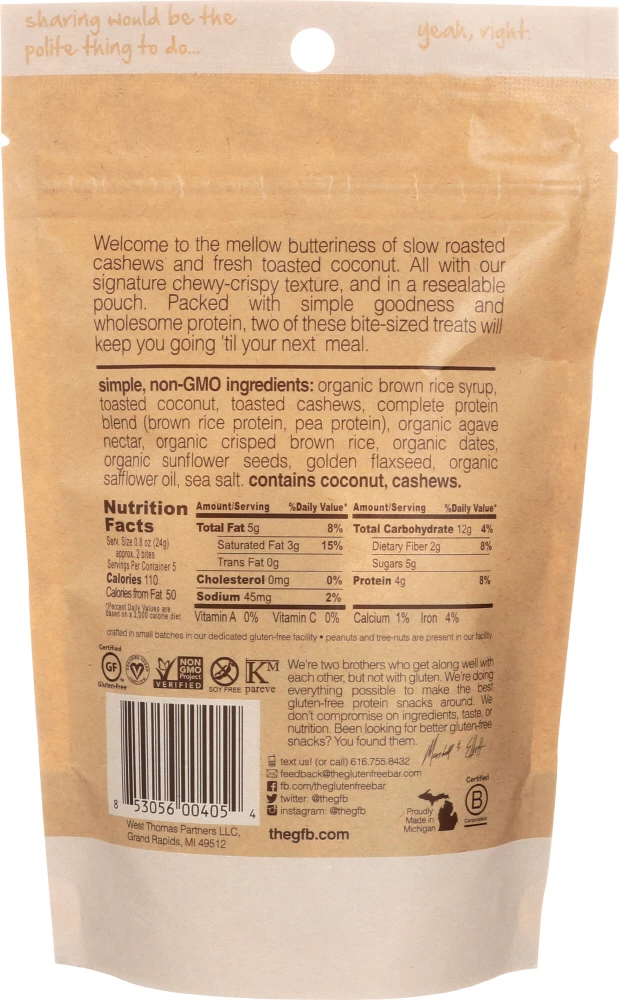 sharing would be the
polite thing to do...
yeah, right.
Welcome to the mellow butteriness of slow roasted
cashews and fresh toasted coconut. All with our
signature chewy-crispy texture, and in a resealable
pouch. Packed with simple goodness and
wholesome protein, two of these bite-sized treats will
keep you going 'til your next meal.
simple, non-GMO ingredients: organic brown rice syrup,
toasted coconut, toasted cashews, complete protein
blend (brown rice protein, pea protein), organic agave
nectar, organic crisped brown rice, organic dates,
organic sunflower seeds, golden flaxseed, organic
safflower oil, sea salt. contains coconut, cashews.
Nutrition
Facts
Serv. Size 0.8 oz (24g)
approx. 2 bites
Servings Per Container 5
Calories 110
Calories from Fat 50
*Percent Daily Values are
based on a 2,000 calorie diet.
Amount/Serving %Daily Value*
Total Fat 5g 8%
Saturated Fat 3g 15%
Trans Fat 0g
Cholesterol 0mg 0%
Sodium 45mg 2%
Amount/Serving %Daily Value*
Total Carbohydrate 12g 4%
Dietary Fiber 2g 8%
Sugars 5g
Protein 4g 8%
Vitamin A 0% Vitamin C 0% Calcium 1% Iron 4%
crafted in small batches in our dedicated gluten-free facility • peanuts and tree-nuts are present in our facility
Certified
GF
Gluten-Free
NON
GMO
Project
VERIFIED
SOY FREE
KM
pareve
We're two brothers who get along well with
each other, but not with gluten. We're doing
everything possible to make the best
gluten-free protein snacks around. We
don't compromise on ingredients, taste, or
nutrition. Been looking for better gluten-free
snacks? You found them.
text us! (or call) 616.755.8432
feedback@theglutenfreebar.com
fb.com/theglutenfreebar
twitter: @thegfb
instagram: @thegfb
thegfb.com
Proudly
Made in
Michigan
Certified
B
Corporation
8 53056 00405 4
West Thomas Partners LLC,
Grand Rapids, MI 49512